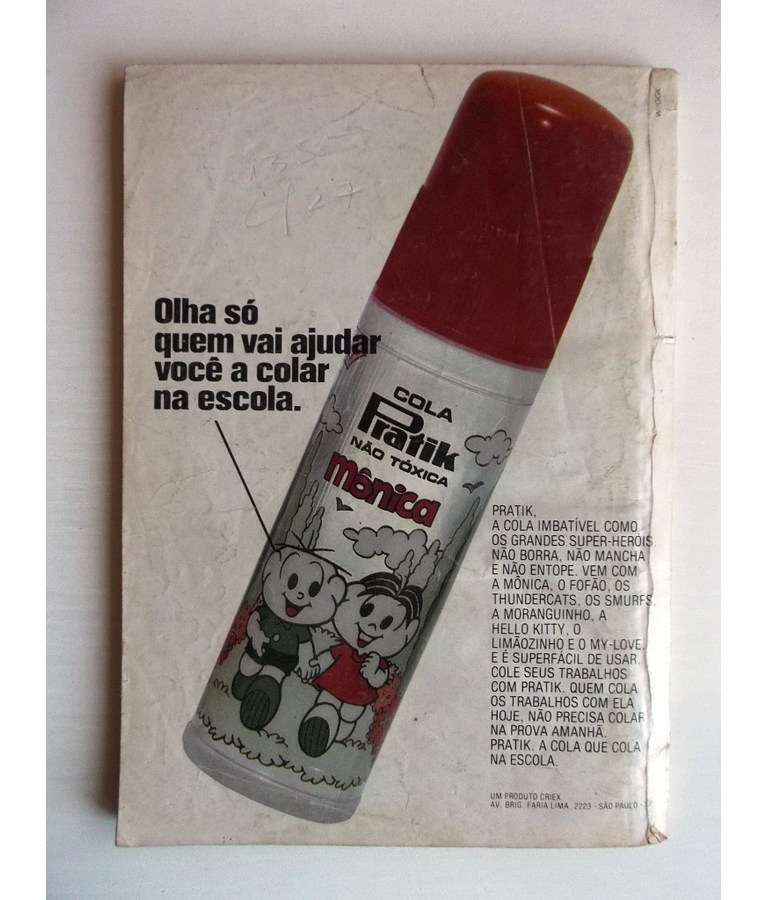 Olha só
quem vai ajudar
você a colar
na escola.
COLA
Pratik
NÃO TÓXICA
mônica
PRATIK,
A COLA IMBATÍVEL COMO
OS GRANDES SUPER-HERÓIS.
NÃO BORRA, NÃO MANCHA
E NÃO ENTOPE. VEM COM
A MÔNICA, O FOFÃO, OS
THUNDERCATS, OS SMURFS,
A MORANGUINHO, A
HELLO KITTY, O
LIMÃOZINHO E O MY-LOVE.
E É SUPERFÁCIL DE USAR.
COLE SEUS TRABALHOS
COM PRATIK. QUEM COLA
OS TRABALHOS COM ELA
HOJE, NÃO PRECISA COLAR
NA PROVA AMANHÃ.
PRATIK. A COLA QUE COLA
NA ESCOLA.
UM PRODUTO CRIEX
AV. BRIG. FARIA LIMA, 2223 - SÃO PAULO -